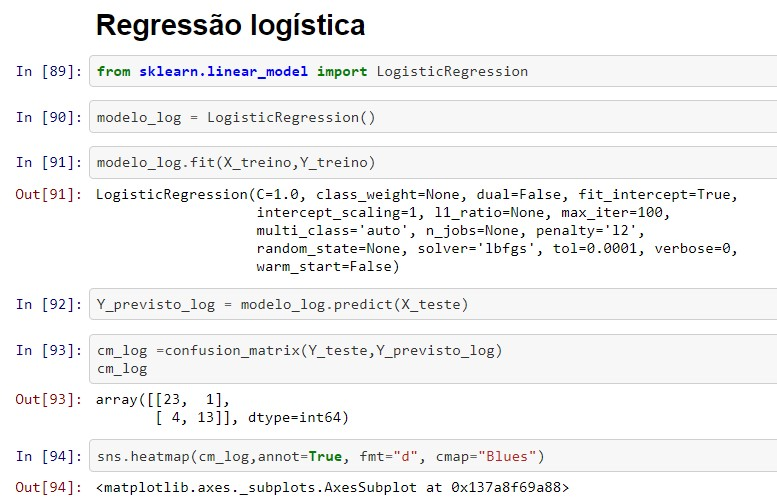 Regressão logística
In [89]: from sklearn.linear_model import LogisticRegression
In [90]: modelo_log = LogisticRegression()
In [91]: modelo_log.fit(X_treino,Y_treino)
Out[91]: LogisticRegression(C=1.0, class_weight=None, dual=False, fit_intercept=True,
intercept_scaling=1, l1_ratio=None, max_iter=100,
multi_class='auto', n_jobs=None, penalty='l2',
random_state=None, solver='lbfgs', tol=0.0001, verbose=0,
warm_start=False)
In [92]: Y_previsto_log = modelo_log.predict(X_teste)
In [93]: cm_log =confusion_matrix(Y_teste,Y_previsto_log)
cm_log
Out[93]: array([[23,  1],
[ 4, 13]], dtype=int64)
In [94]: sns.heatmap(cm_log,annot=True, fmt="d", cmap="Blues")
Out[94]: <matplotlib.axes._subplots.AxesSubplot at 0x137a8f69a88>